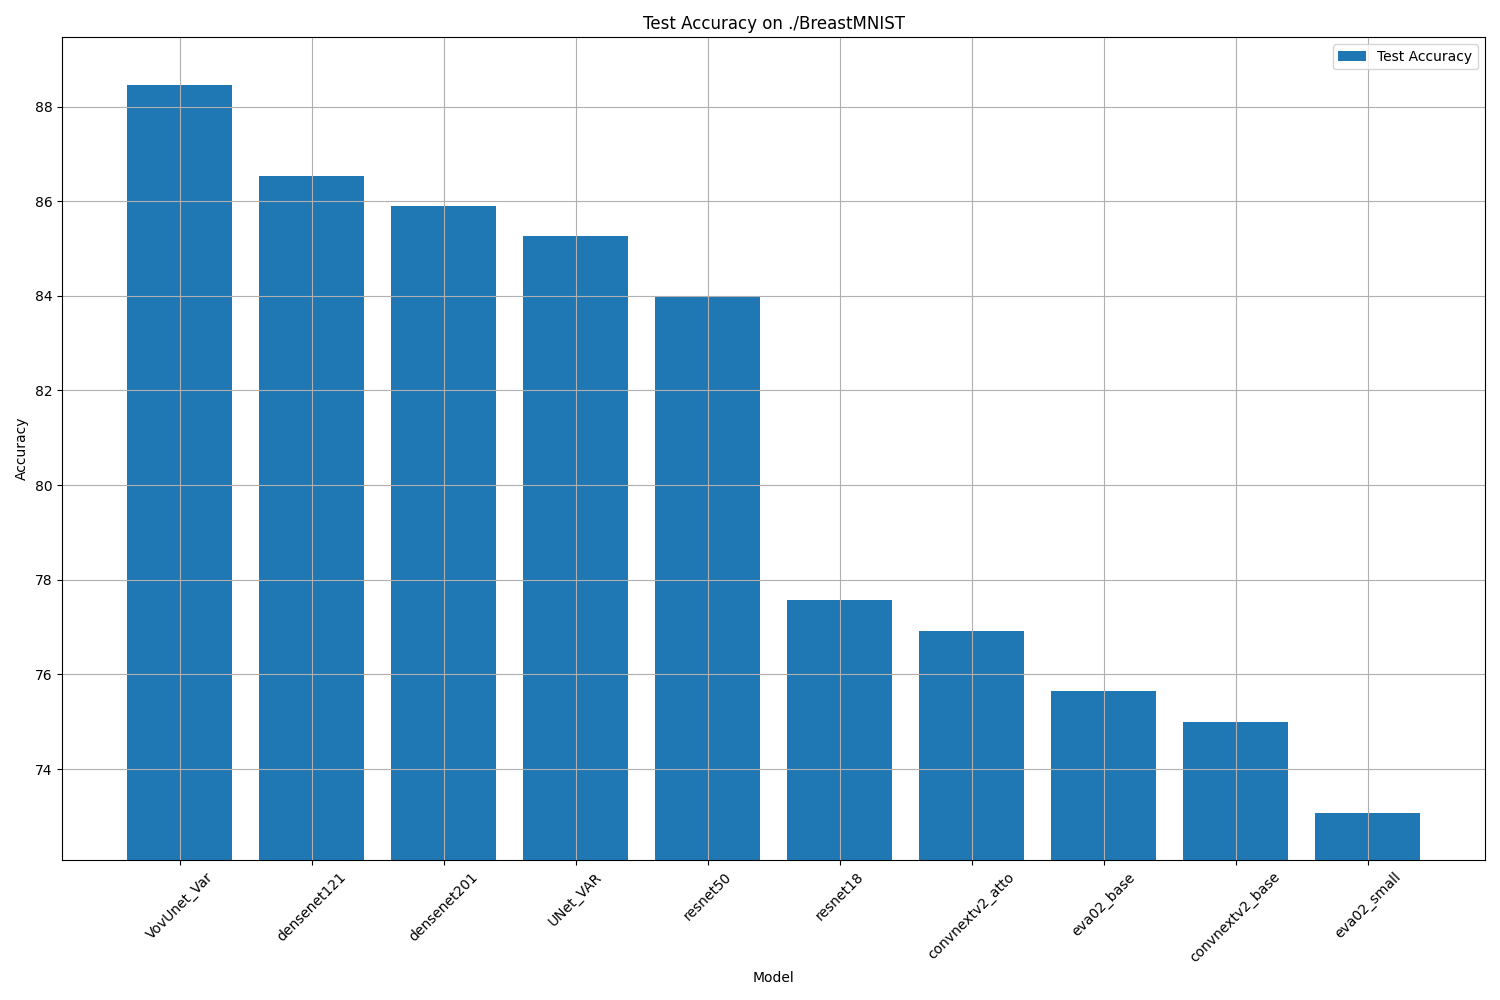 Test Accuracy on ./BreastMNIST
Test Accuracy
Accuracy
88
86
84
82
80
78
76
74
VovUnet_Var
densenet121
densenet201
UNet_VAR
resnet50
resnet18
convnextv2_atto
eva02_base
convnextv2_base
eva02_small
Model